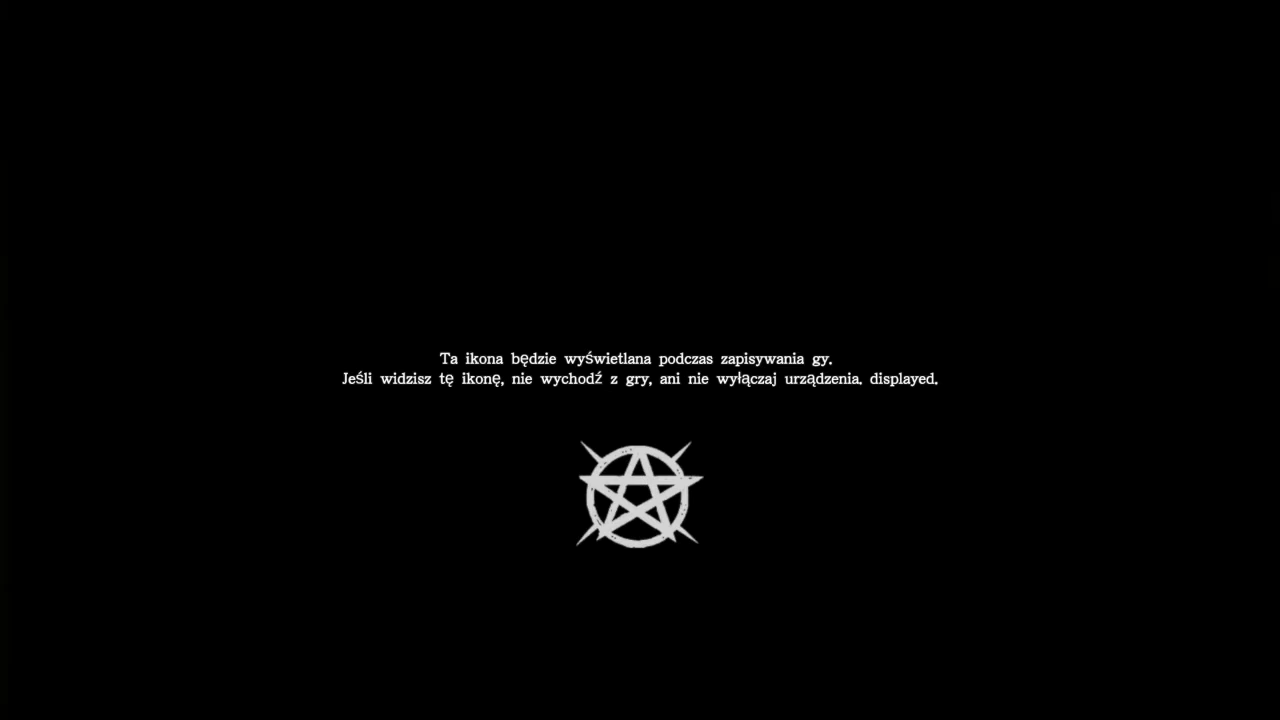 Ta ikona będzie wyświetlana podczas zapisywania gy.
Jeśli widzisz tę ikonę, nie wychodź z gry, ani nie wyłączaj urządzenia. displayed.